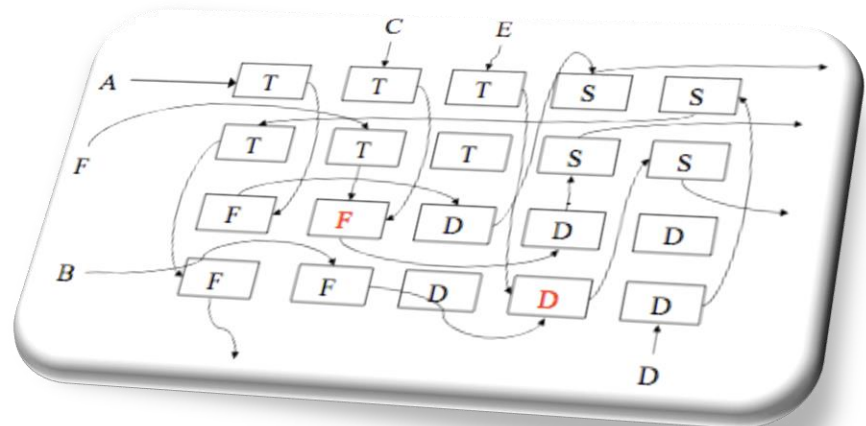 C E
A T T T S S
F T T T S S
F F D D D
B F F D D D
D